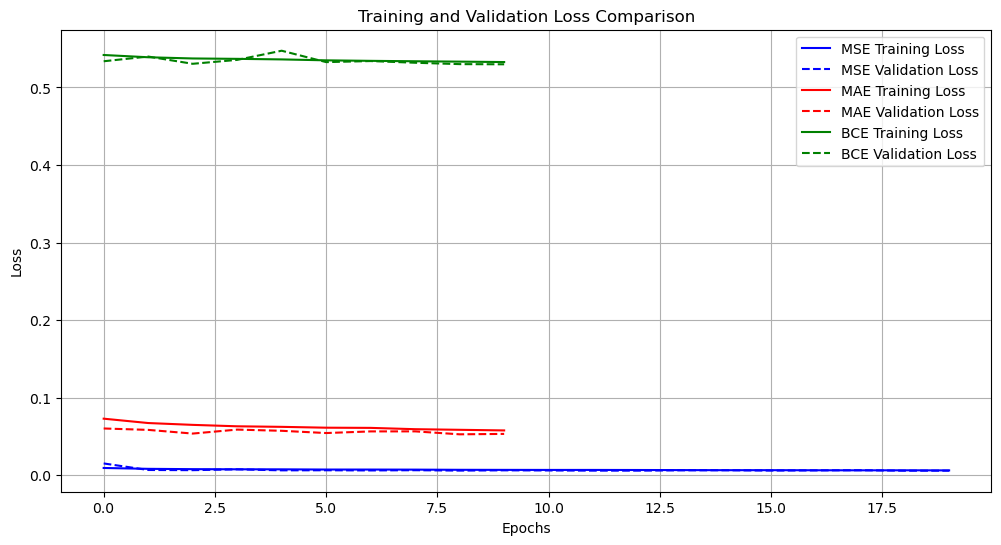 Training and Validation Loss Comparison
MSE Training Loss
MSE Validation Loss
MAE Training Loss
MAE Validation Loss
BCE Training Loss
BCE Validation Loss
Loss
0.5
0.4
0.3
0.2
0.1
0.0
0.0 2.5 5.0 7.5 10.0 12.5 15.0 17.5
Epochs